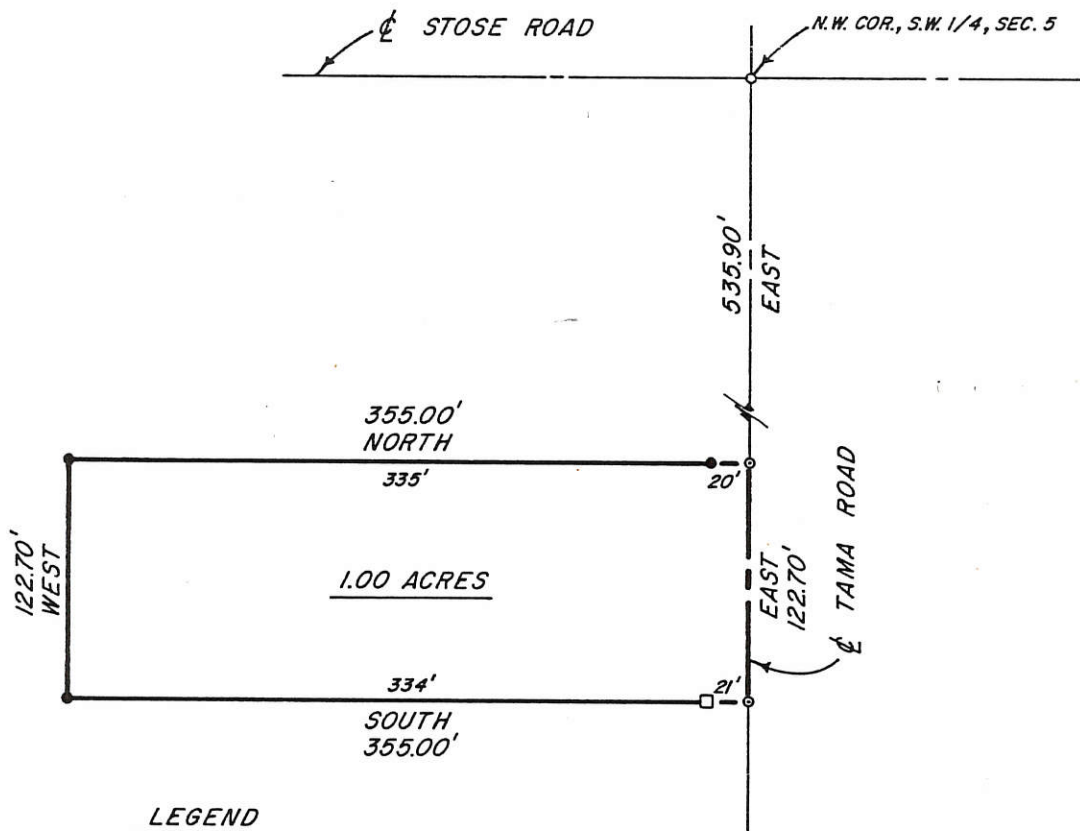 ℄ STOSE ROAD
N.W. COR., S.W. 1/4, SEC. 5
535.90'
EAST
355.00'
NORTH
335'
20'
122.70'
WEST
1.00 ACRES
EAST
122.70'
℄ TAMA ROAD
334'
21'
SOUTH
355.00'
LEGEND